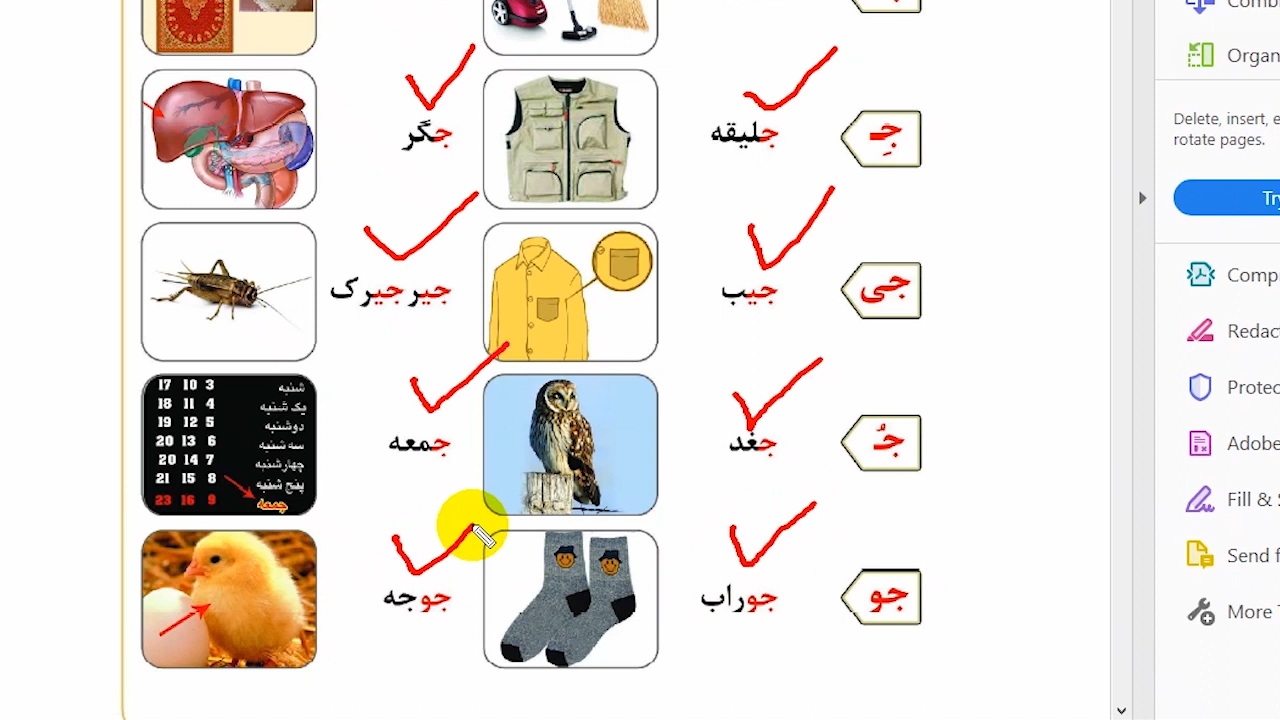 Organ
Delete, insert, e
rotate pages.
Try
جِـ
جلیقه
جگر
جی
جیب
جیرجیرک
Comp
Redact
Protec
جُـ
جغد
جمعه
شنبه 3 10 17
یک شنبه 4 11 18
دوشنبه 5 12 19
سه شنبه 6 13 20
چهارشنبه 7 14 20
پنج شنبه 8 15 21
جمعه 9 16 23
Adobe
Fill & S
جو
جوراب
جوجه
Send f
More T